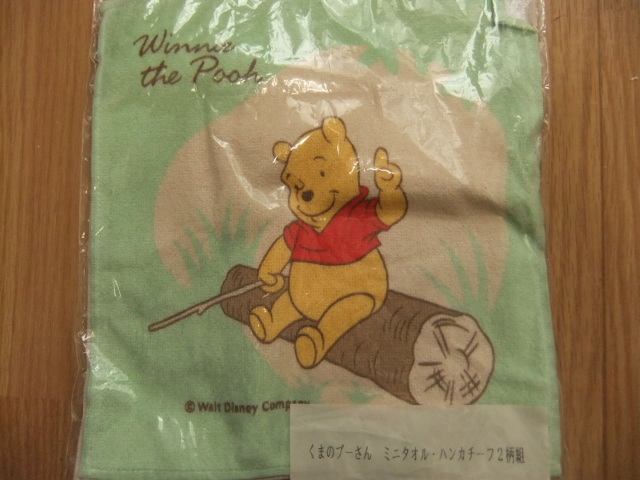 Winnie
the Pooh
© Walt Disney Company
くまのプーさん ミニタオル・ハンカチーフ2柄組